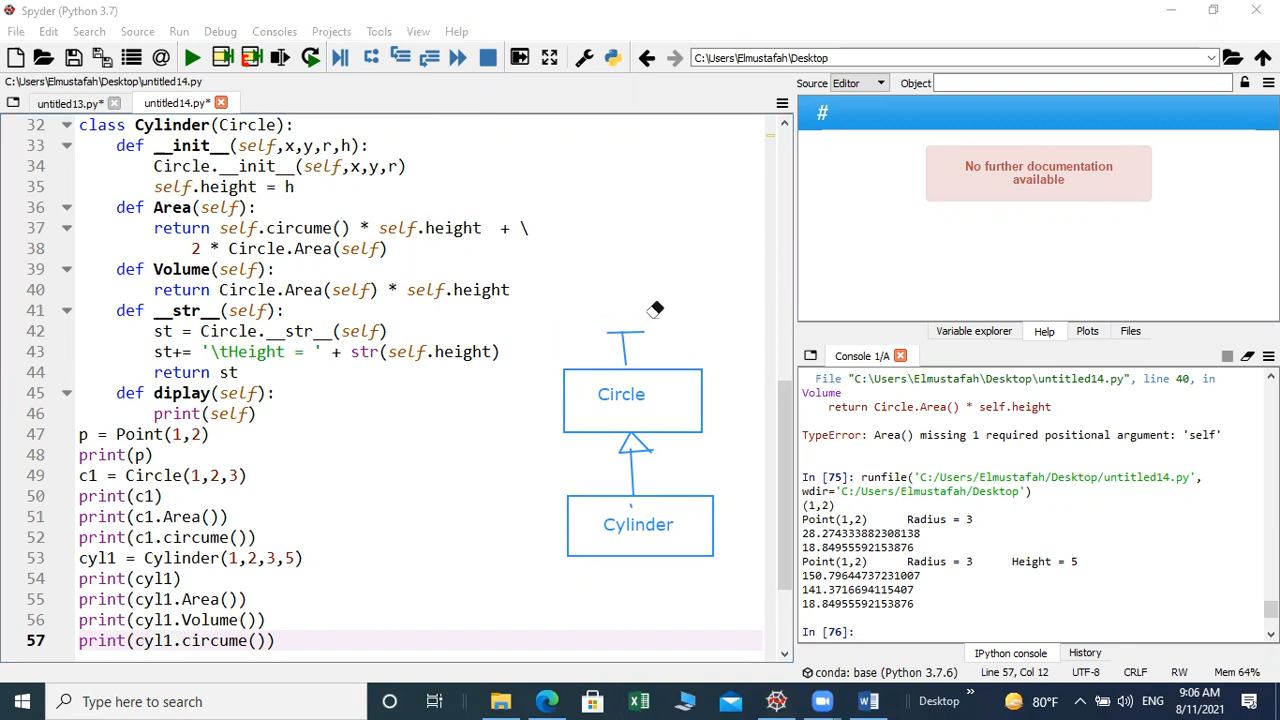 Spyder (Python 3.7)
File Edit Search Source Run Debug Consoles Projects Tools View Help
C:\Users\Elmustafah\Desktop
C:\Users\Elmustafah\Desktop\untitled14.py
untitled13.py*
untitled14.py*
32 class Cylinder(Circle):
33 def __init__(self,x,y,r,h):
34 Circle.__init__(self,x,y,r)
35 self.height = h
36 def Area(self):
37 return self.circume() * self.height + \
38 2 * Circle.Area(self)
39 def Volume(self):
40 return Circle.Area(self) * self.height
41 def __str__(self):
42 st = Circle.__str__(self)
43 st+= '\tHeight = ' + str(self.height)
44 return st
45 def diplay(self):
46 print(self)
47 p = Point(1,2)
48 print(p)
49 c1 = Circle(1,2,3)
50 print(c1)
51 print(c1.Area())
52 print(c1.circume())
53 cyl1 = Cylinder(1,2,3,5)
54 print(cyl1)
55 print(cyl1.Area())
56 print(cyl1.Volume())
57 print(cyl1.circume())
Circle
Cylinder
Source Editor Object
#
No further documentation
available
Variable explorer Help Plots Files
Console 1/A
File "C:\Users\Elmustafah\Desktop\untitled14.py", line 40, in
Volume
return Circle.Area() * self.height
TypeError: Area() missing 1 required positional argument: 'self'
In [75]: runfile('C:/Users/Elmustafah/Desktop/untitled14.py',
wdir='C:/Users/Elmustafah/Desktop')
(1,2)
Point(1,2) Radius = 3
28.274333882308138
18.84955592153876
Point(1,2) Radius = 3 Height = 5
150.79644737231007
141.3716694115407
18.84955592153876
In [76]:
IPython console History
conda: base (Python 3.7.6) Line 57, Col 12 UTF-8 CRLF RW Mem 64%
Type here to search
Desktop
80°F
ENG
9:06 AM
8/11/2021